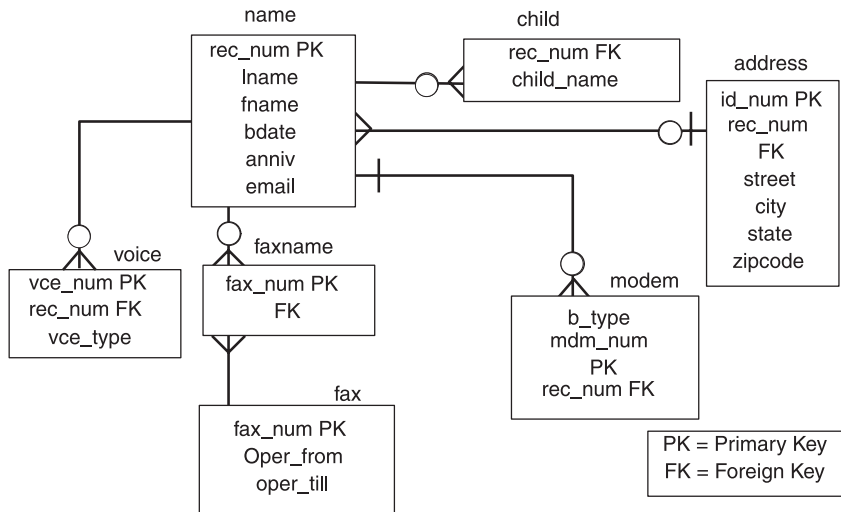 name
rec_num PK
lname
fname
bdate
anniv
email
child
rec_num FK
child_name
address
id_num PK
rec_num
FK
street
city
state
zipcode
voice
vce_num PK
rec_num FK
vce_type
faxname
fax_num PK
FK
modem
b_type
mdm_num
PK
rec_num FK
fax
fax_num PK
Oper_from
oper_till
PK = Primary Key
FK = Foreign Key